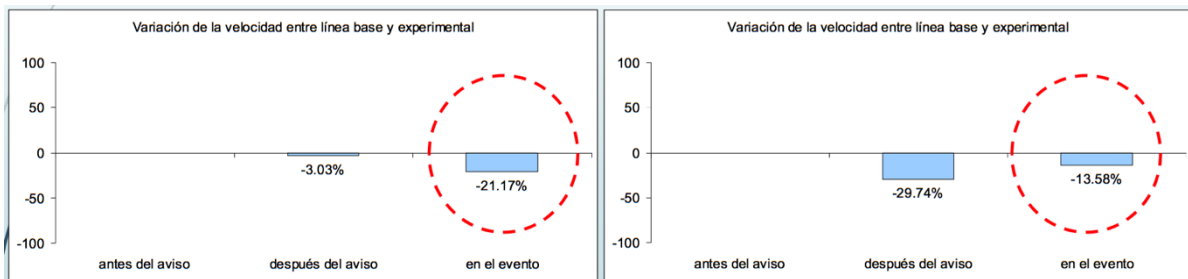 Variación de la velocidad entre línea base y experimental
100
50
0
-50
-100
-3.03%
-21.17%
antes del aviso
después del aviso
en el evento
Variación de la velocidad entre línea base y experimental
100
50
0
-50
-100
-29.74%
-13.58%
antes del aviso
después del aviso
en el evento